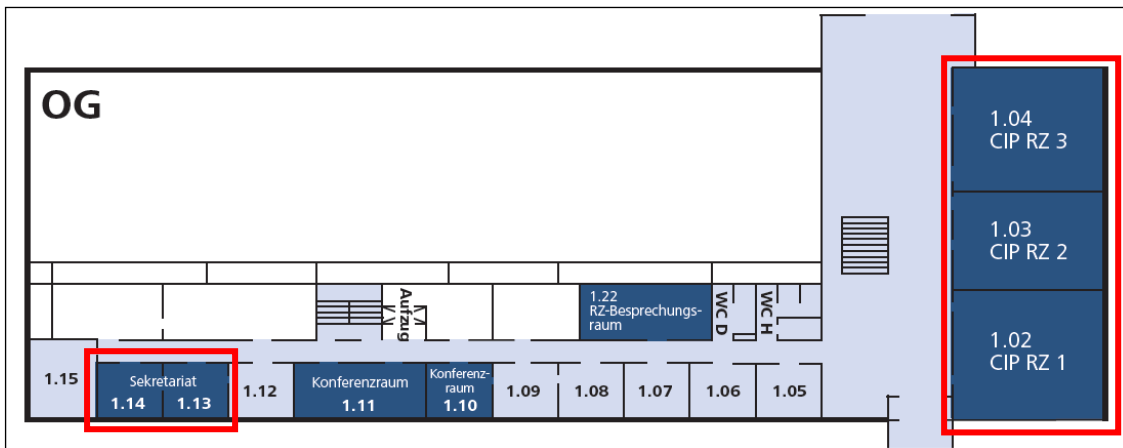 OG
1.04
CIP RZ 3
1.03
CIP RZ 2
1.02
CIP RZ 1
Aufzug
1.22
RZ-Besprechungs-
raum
WC D
WC H
1.15
Sekretariat
1.14
1.13
1.12
Konferenzraum
1.11
Konferenz-
raum
1.10
1.09
1.08
1.07
1.06
1.05